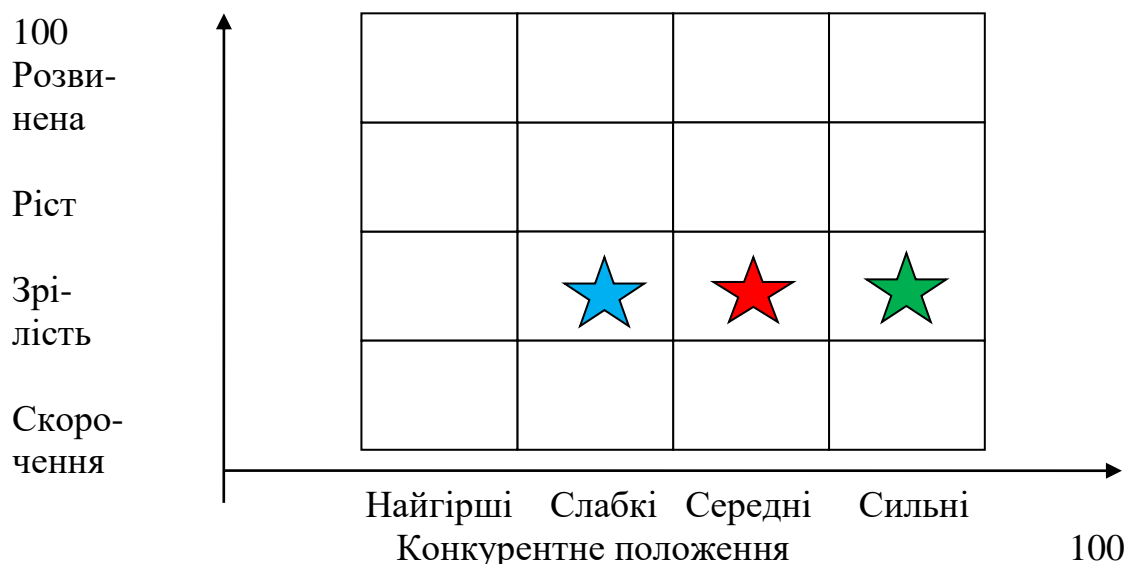 100
Розви-
нена
Ріст
Зрі-
лість
Скоро-
чення
Найгірші Слабкі Середні Сильні
Конкурентне положення 100